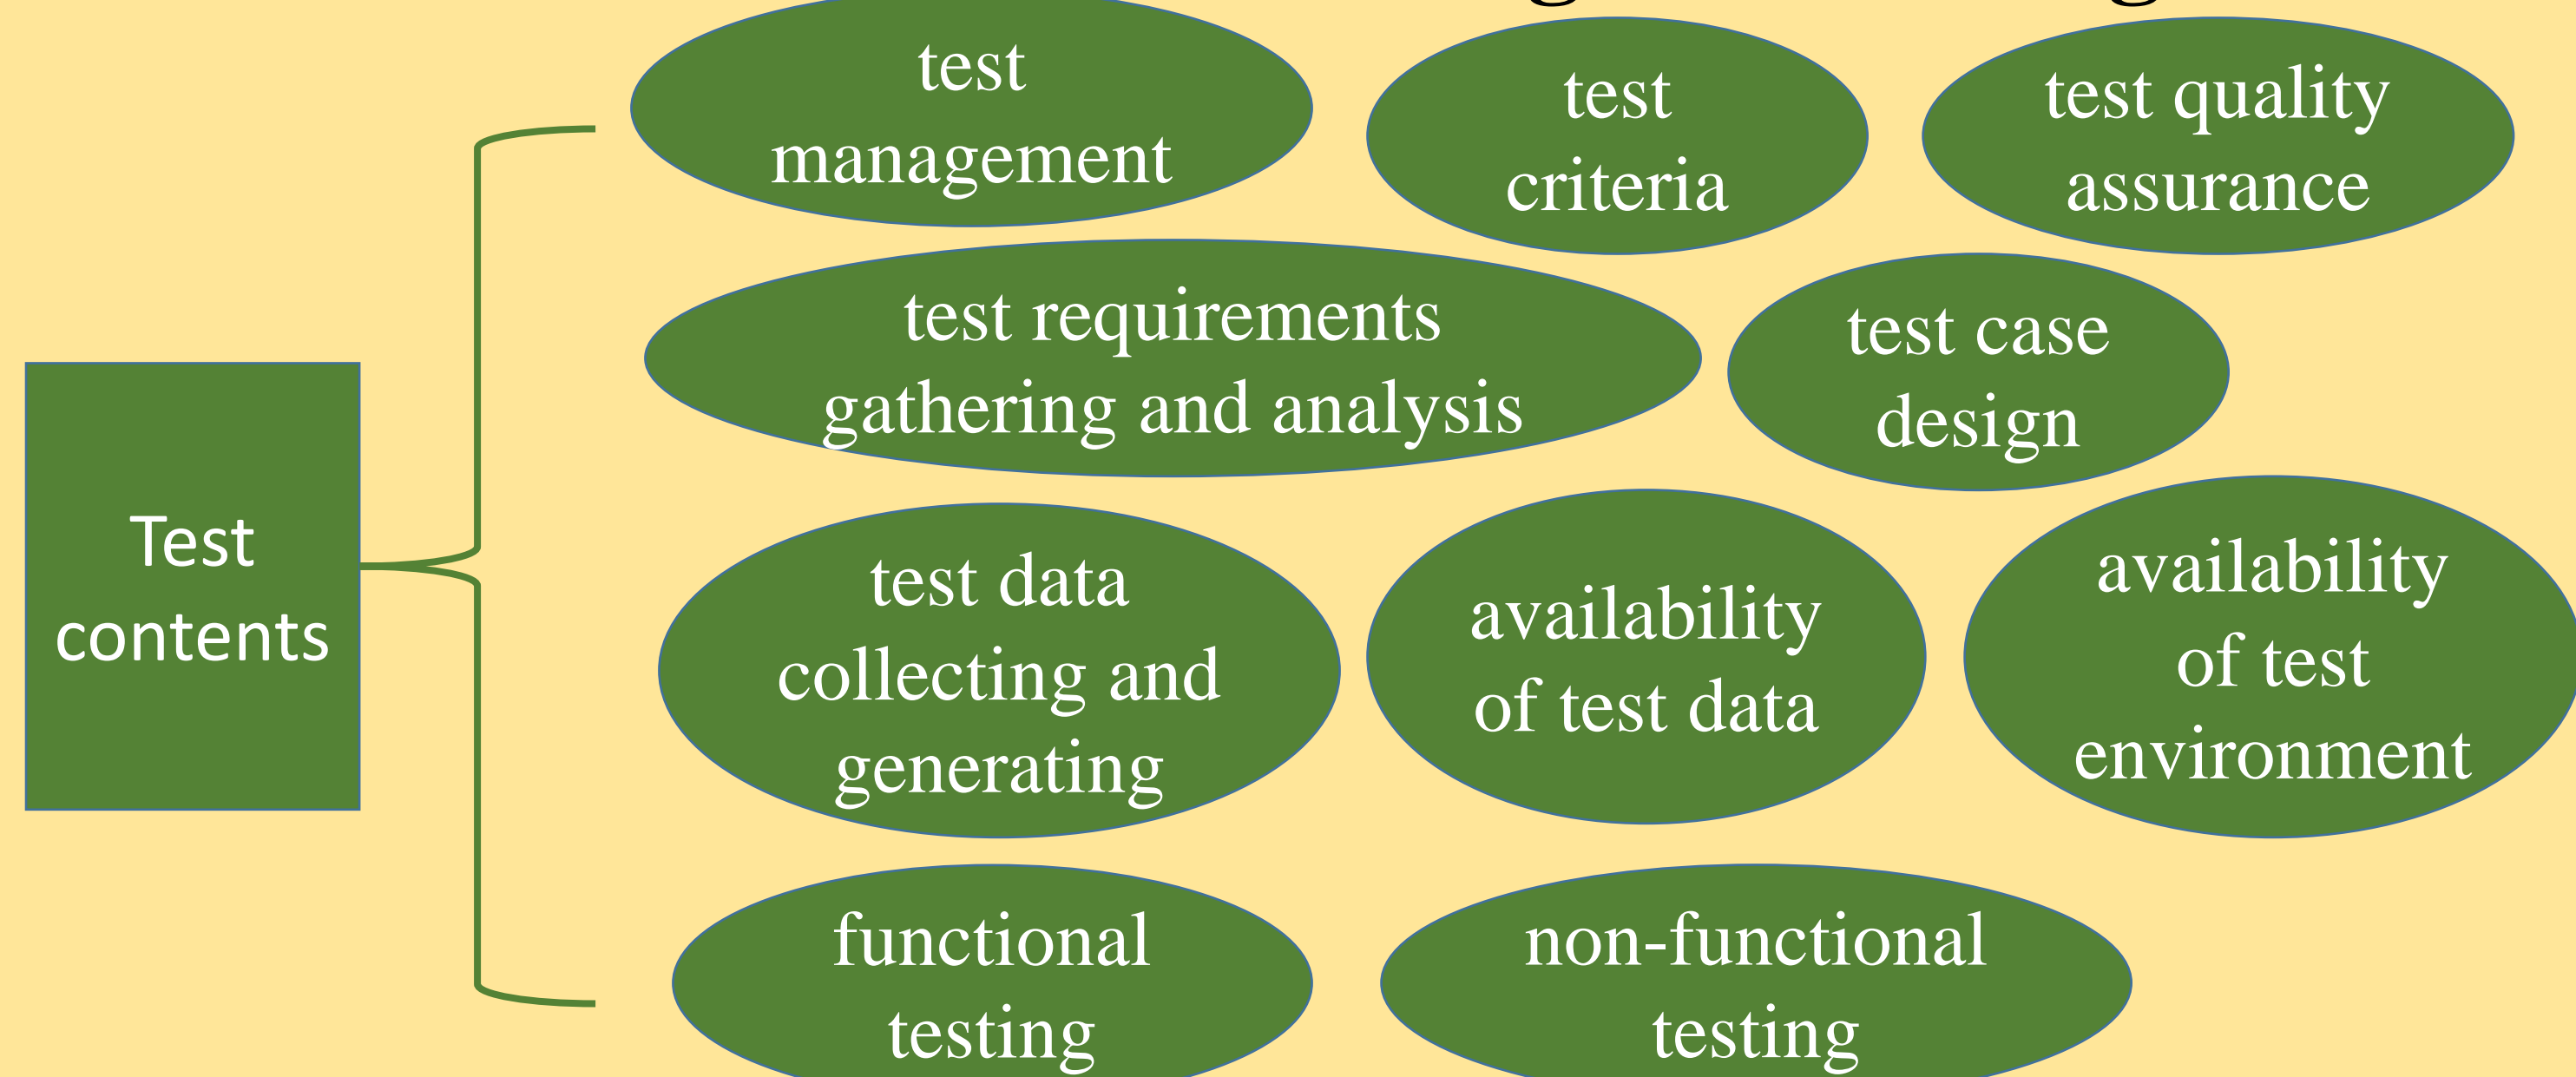 test
management
test
criteria
test quality
assurance
test requirements
gathering and analysis
test case
design
Test
contents
test data
collecting and
generating
availability
of test data
availability
of test
environment
functional
testing
non-functional
testing